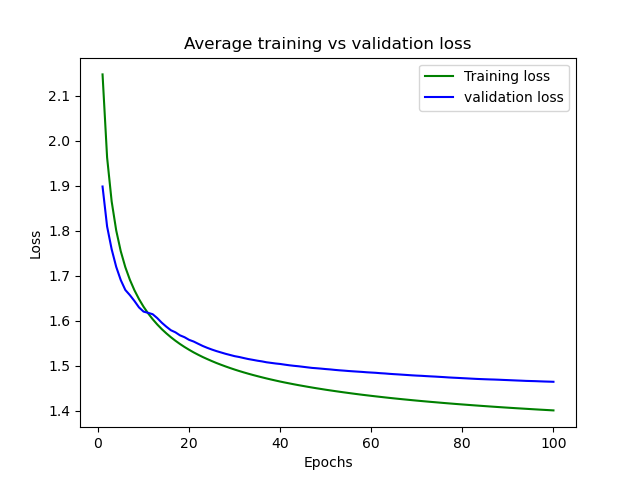 Average training vs validation loss
Training loss
validation loss
2.1
2.0
1.9
1.8
1.7
1.6
1.5
1.4
Loss
0 20 40 60 80 100
Epochs